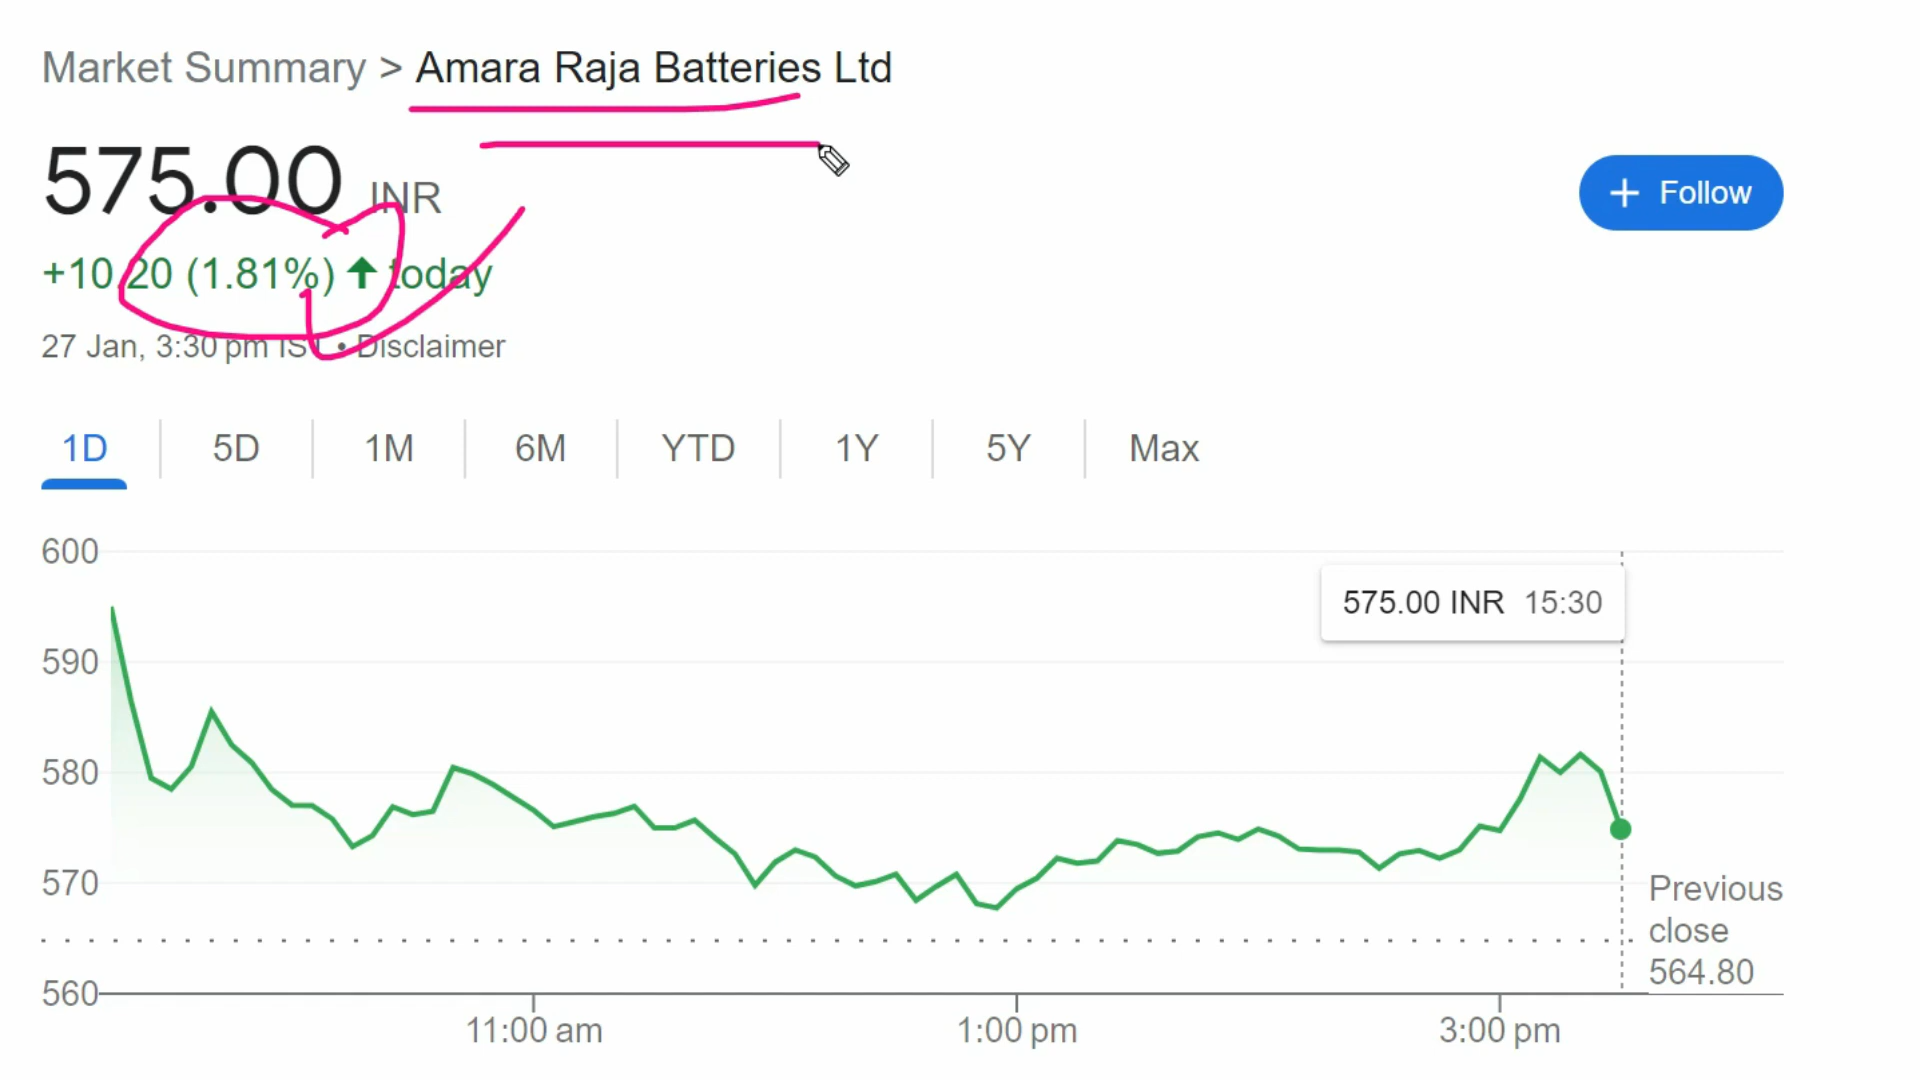 Market Summary > Amara Raja Batteries Ltd
575.00 INR
+ Follow
+10.20 (1.81%) ↑ today
27 Jan, 3:30 pm IST • Disclaimer
1D 5D 1M 6M YTD 1Y 5Y Max
600
575.00 INR 15:30
590
580
570
Previous
close
564.80
560
11:00 am 1:00 pm 3:00 pm